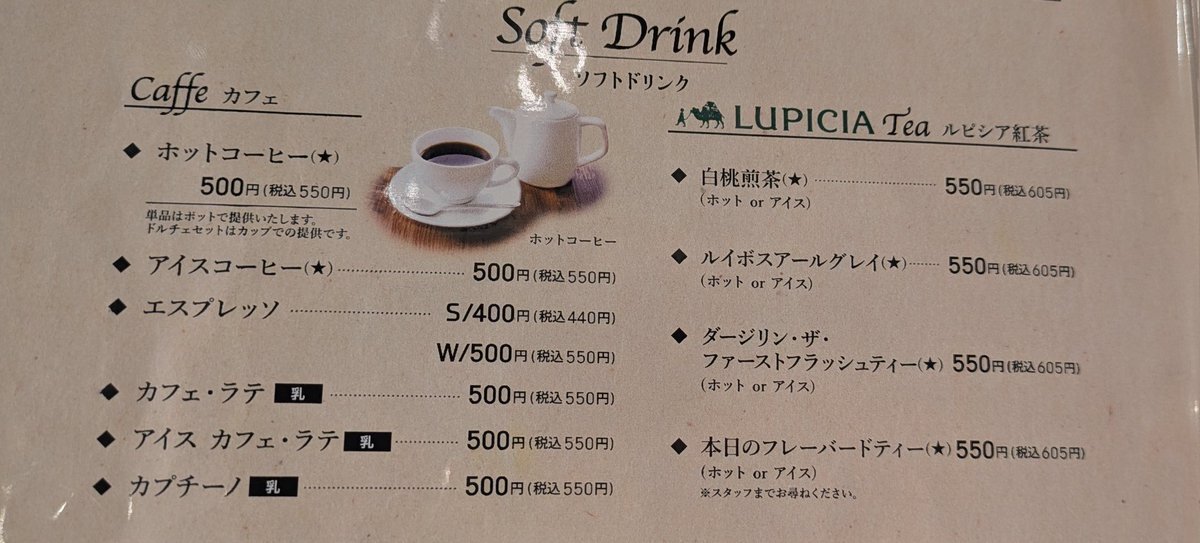 Soft Drink
ソフトドリンク
Caffe カフェ
◆ ホットコーヒー(★)
500円(税込550円)
単品はポットで提供いたします。
ドルチェセットはカップでの提供です。
ホットコーヒー
◆ アイスコーヒー(★) 500円(税込550円)
◆ エスプレッソ S/400円(税込440円)
W/500円(税込550円)
◆ カフェ・ラテ 乳 500円(税込550円)
◆ アイス カフェ・ラテ 乳 500円(税込550円)
◆ カプチーノ 乳 500円(税込550円)
LUPICIA Tea ルピシア紅茶
◆ 白桃煎茶(★) 550円(税込605円)
(ホット or アイス)
◆ ルイボスアールグレイ(★) 550円(税込605円)
(ホット or アイス)
◆ ダージリン・ザ・
ファーストフラッシュティー(★) 550円(税込605円)
(ホット or アイス)
◆ 本日のフレーバードティー(★) 550円(税込605円)
(ホット or アイス)
※スタッフまでお尋ねください。